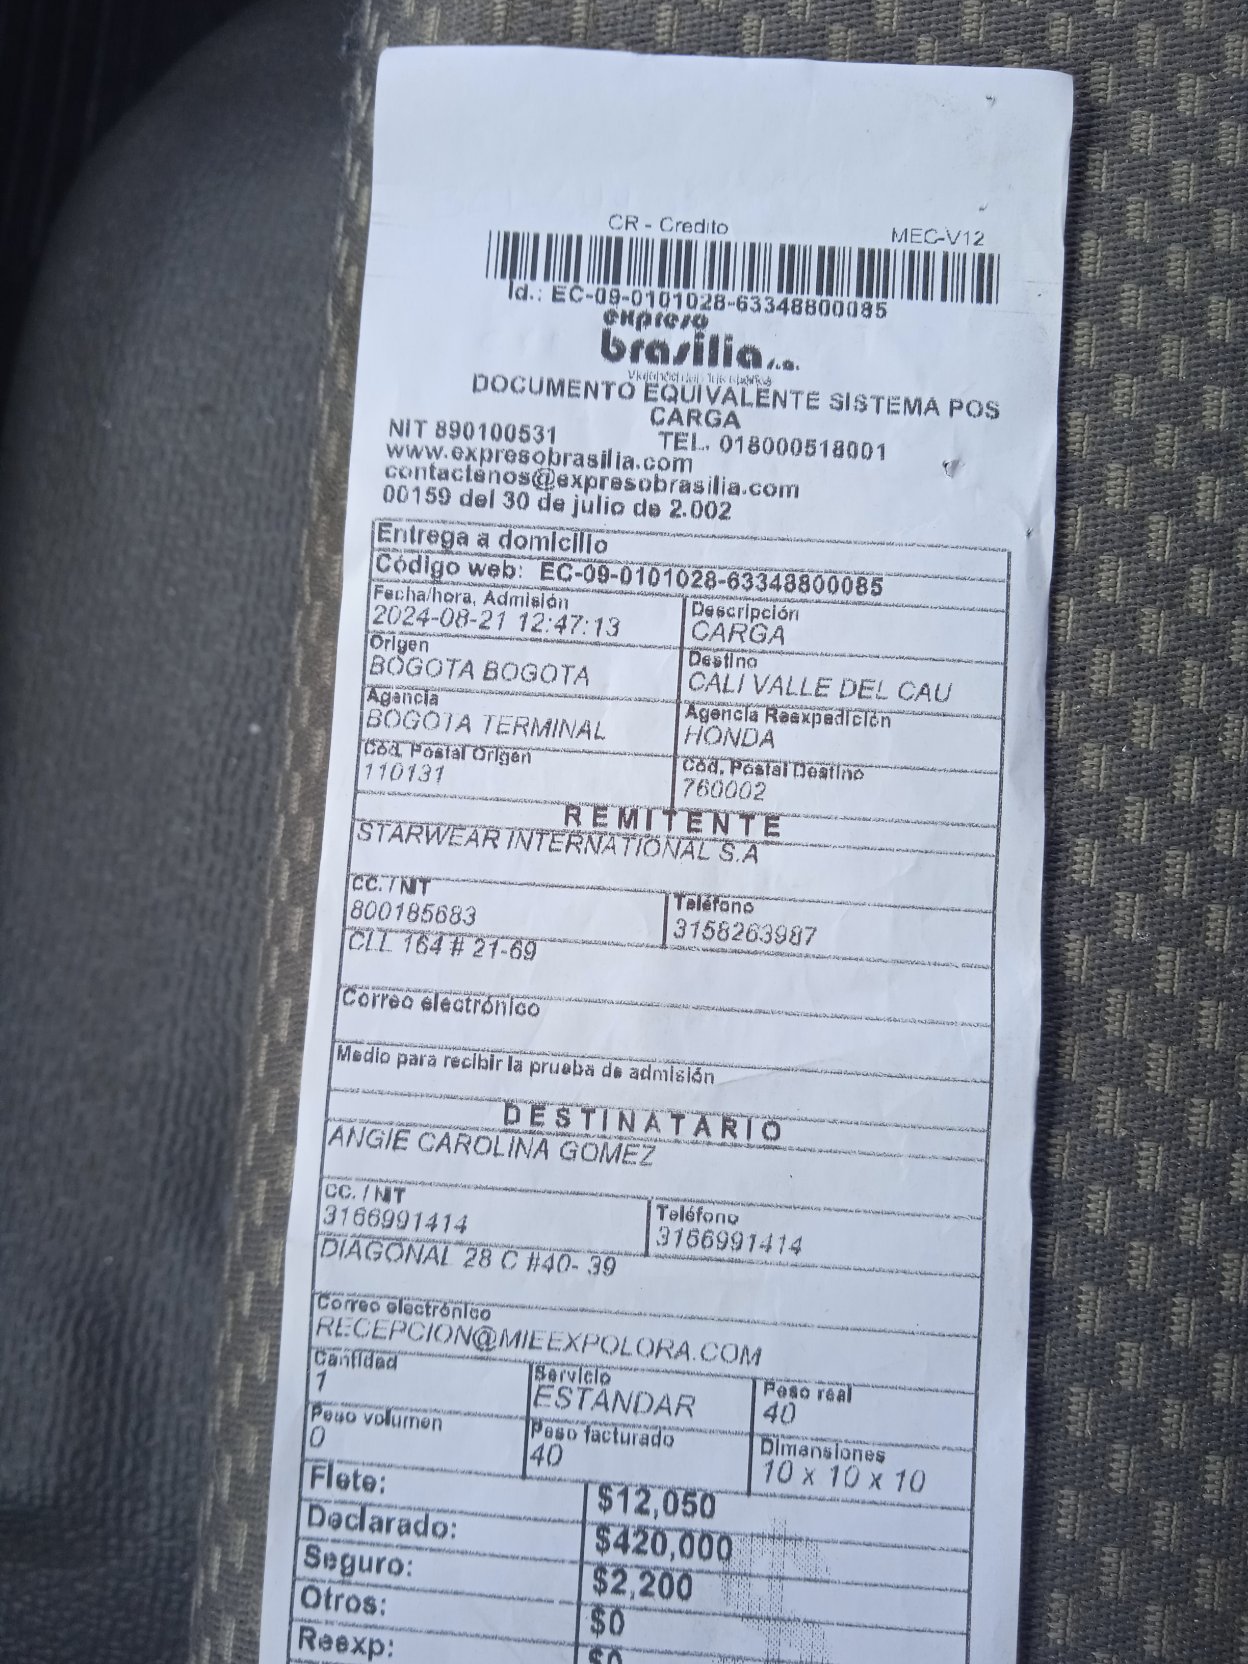 CR - Credito
MEC-V12
Id.: EC-09-0101028-63348800085
expreso
brasilia s.a.
DOCUMENTO EQUIVALENTE SISTEMA POS
CARGA
NIT 890100531 TEL. 018000518001
www.expresobrasilia.com
contactenos@expresobrasilia.com
00159 del 30 de julio de 2.002
Entrega a domicilio
Código web: EC-09-0101028-63348800085
Fecha/hora, Admisión Descripción
2024-08-21 12:47:13 CARGA
Origen Destino
BOGOTA BOGOTA CALI VALLE DEL CAU
Agencia Agencia Reexpedición
BOGOTA TERMINAL HONDA
Cód. Postal Origen Cód. Postal Destino
110131 760002
REMITENTE
STARWEAR INTERNATIONAL S.A
CC. / NIT Teléfono
800185683 3158263987
CLL 164 # 21-69
Correo electrónico
Medio para recibir la prueba de admisión
DESTINATARIO
ANGIE CAROLINA GOMEZ
CC. / NIT Teléfono
3166991414 3166991414
DIAGONAL 28 C #40- 39
Correo electrónico
RECEPCION@MIEEXPOLORA.COM
Cantidad Servicio Peso real
1 ESTANDAR 40
Peso volumen Peso facturado Dimensiones
0 40 10 x 10 x 10
Flete: $12,050
Declarado: $420,000
Seguro: $2,200
Otros: $0
Reexp: $0